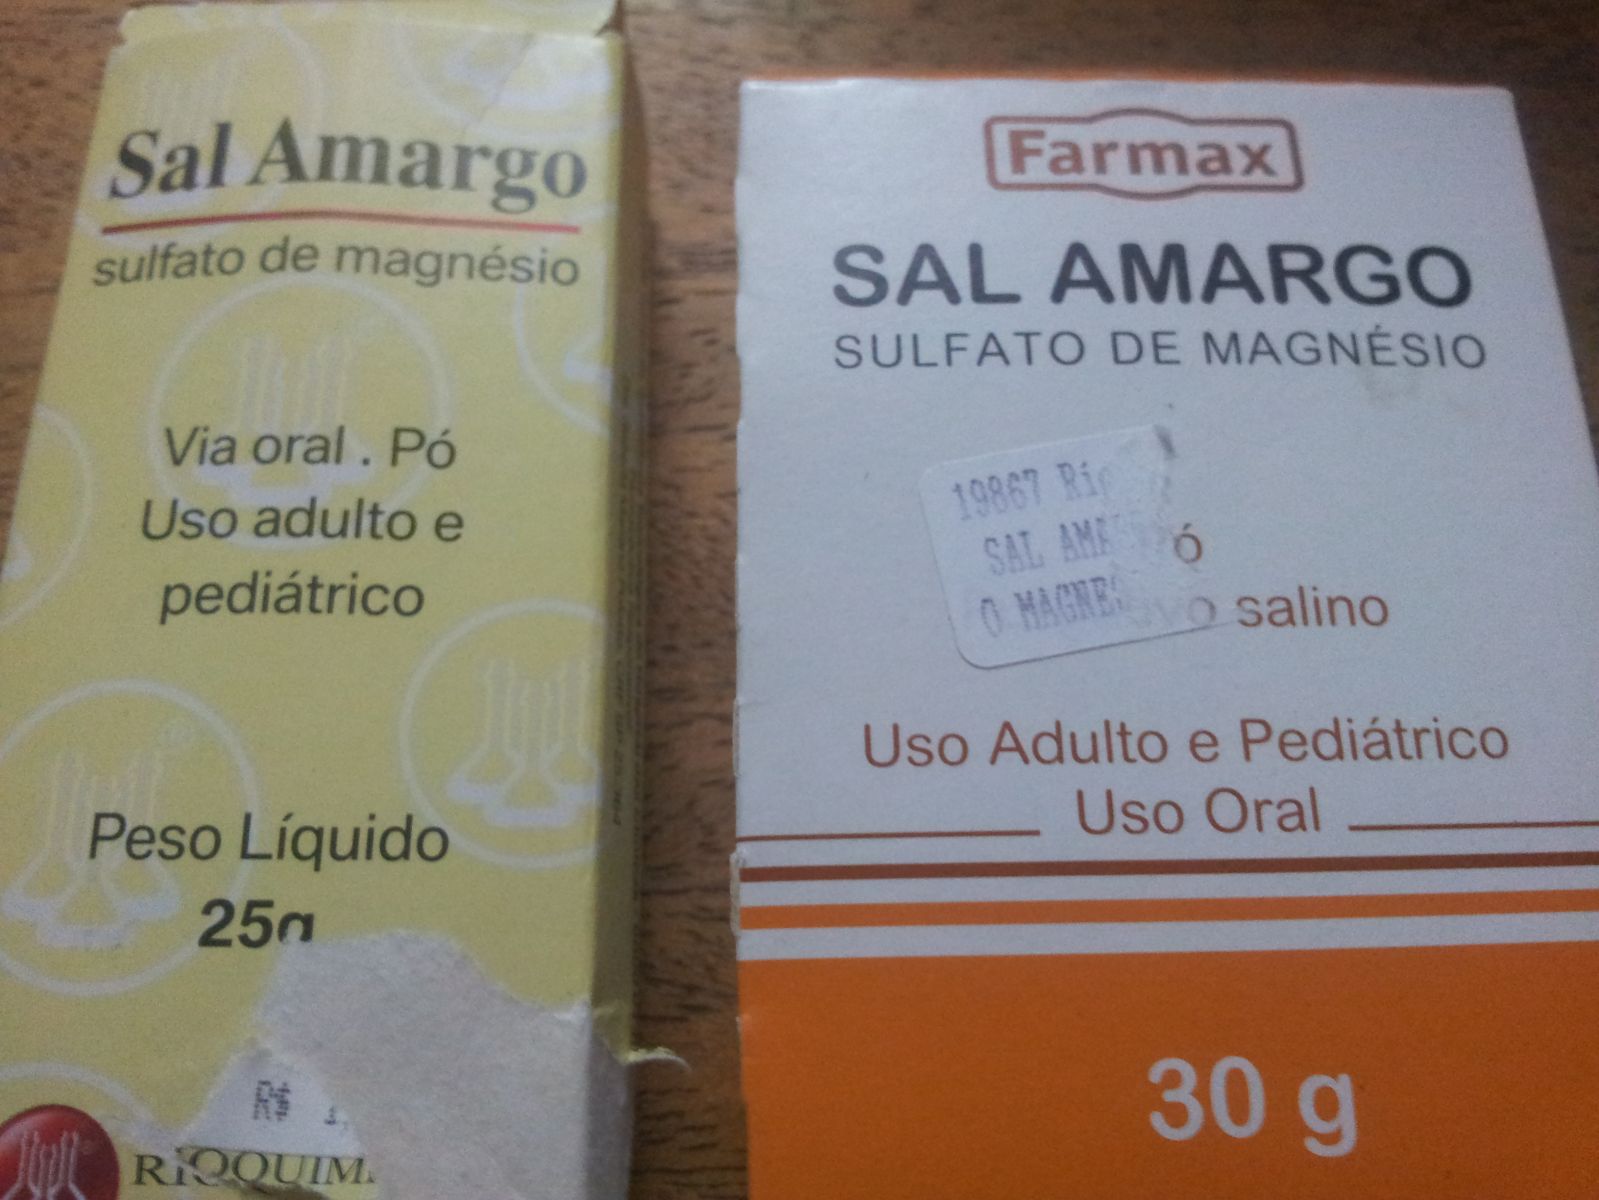 Sal Amargo
sulfato de magnésio
Via oral . Pó
Uso adulto e
pediátrico
Peso Líquido
25g
R$
Farmax
SAL AMARGO
SULFATO DE MAGNÉSIO
19867
SAL
O
salino
Uso Adulto e Pediátrico
Uso Oral
30 g